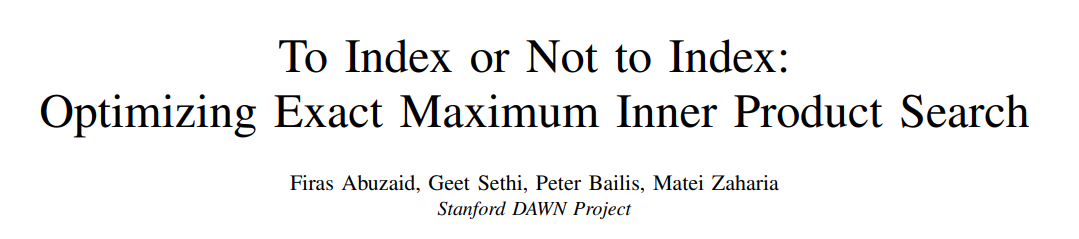 To Index or Not to Index:
Optimizing Exact Maximum Inner Product Search
Firas Abuzaid, Geet Sethi, Peter Bailis, Matei Zaharia
Stanford DAWN Project